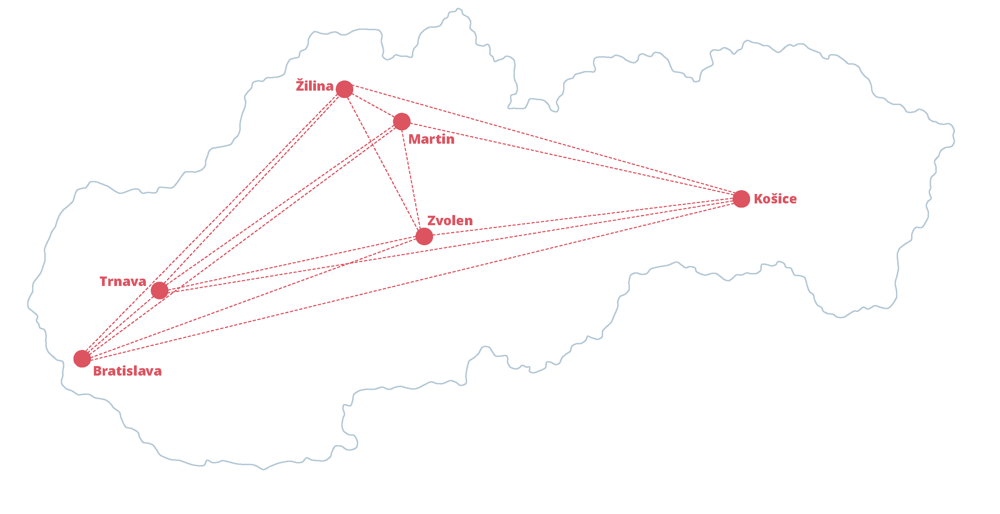 Žilina
Martin
Košice
Zvolen
Trnava
Bratislava